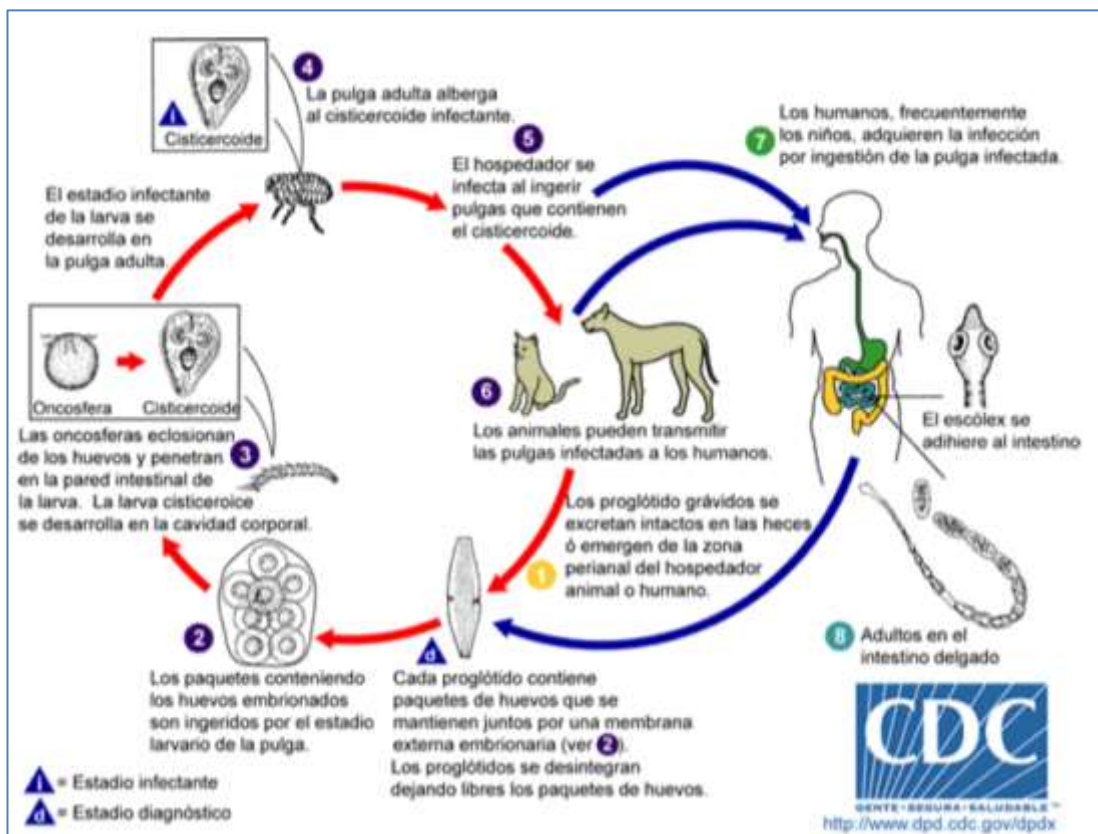 4
La pulga adulta alberga
al cisticercoide infectante.
i
Cisticercoide
5
El hospedador se
infecta al ingerir
pulgas que contienen
el cisticercoide.
Los humanos, frecuentemente
los niños, adquieren la infección
7
por ingestión de la pulga infectada.
El estadio infectante
de la larva se
desarrolla en
la pulga adulta.
Oncosfera
Cisticercoide
Las oncosferas eclosionan
de los huevos y penetran
3
en la pared intestinal de
la larva. La larva cisticeroice
se desarrolla en la cavidad corporal.
6
Los animales pueden transmitir
las pulgas infectadas a los humanos.
El escólex se
adihiere al intestino
Los proglótido grávidos se
excretan intactos en las heces
ó emergen de la zona
1
perianal del hospedador
animal o humano.
2
Los paquetes conteniendo
los huevos embrionados
son ingeridos por el estadio
larvario de la pulga.
d
Cada proglótido contiene
paquetes de huevos que se
mantienen juntos por una membrana
externa embrionaria (ver 2).
Los proglótidos se desintegran
dejando libres los paquetes de huevos.
8
Adultos en el
intestino delgado
i = Estadio infectante
d = Estadio diagnóstico
CDC
GENTE·SEGURA·SALUDABLE™
http://www.dpd.cdc.gov/dpdx